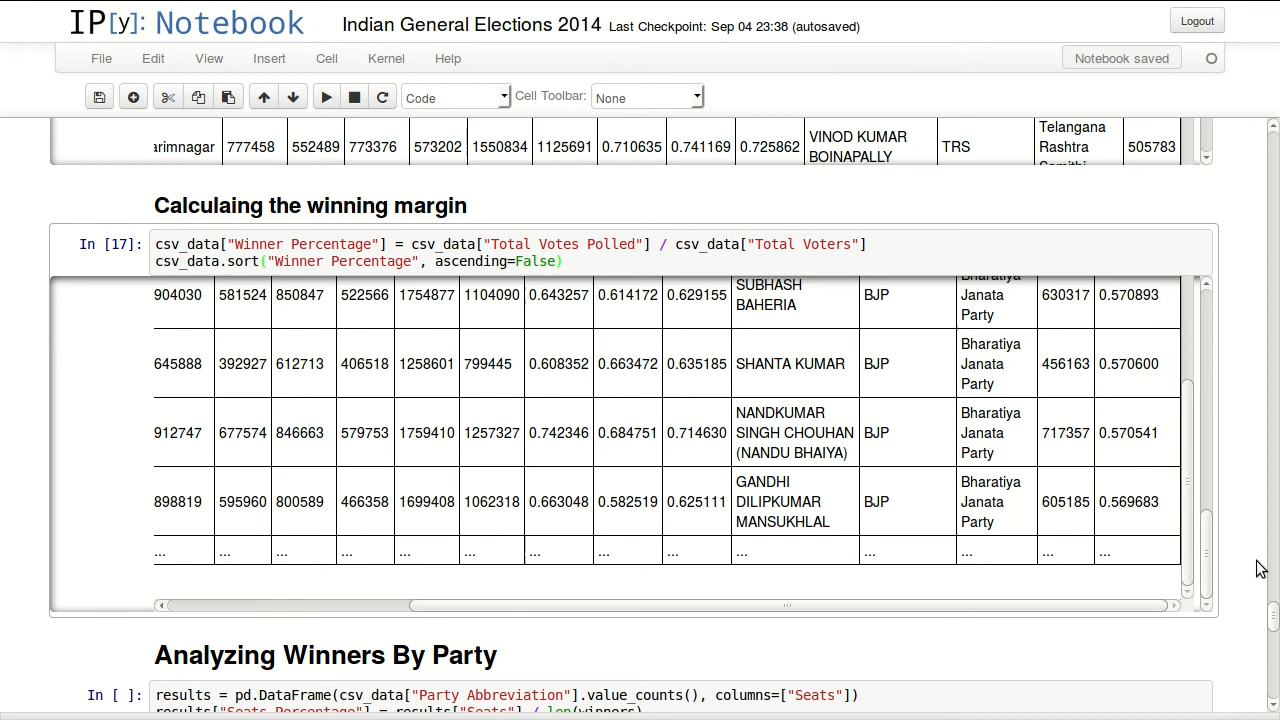 IP[y]: Notebook
Indian General Elections 2014 Last Checkpoint: Sep 04 23:38 (autosaved)
Logout
File Edit View Insert Cell Kernel Help
Notebook saved
Code Cell Toolbar: None
arimnagar 777458 552489 773376 573202 1550834 1125691 0.710635 0.741169 0.725862 VINOD KUMAR BOINAPALLY TRS Telangana Rashtra Samithi 505783
Calculaing the winning margin
In [17]: csv_data["Winner Percentage"] = csv_data["Total Votes Polled"] / csv_data["Total Voters"]
csv_data.sort("Winner Percentage", ascending=False)
904030 581524 850847 522566 1754877 1104090 0.643257 0.614172 0.629155 SUBHASH BAHERIA BJP Bharatiya Janata Party 630317 0.570893
645888 392927 612713 406518 1258601 799445 0.608352 0.663472 0.635185 SHANTA KUMAR BJP Bharatiya Janata Party 456163 0.570600
912747 677574 846663 579753 1759410 1257327 0.742346 0.684751 0.714630 NANDKUMAR SINGH CHOUHAN (NANDU BHAIYA) BJP Bharatiya Janata Party 717357 0.570541
898819 595960 800589 466358 1699408 1062318 0.663048 0.582519 0.625111 GANDHI DILIPKUMAR MANSUKHLAL BJP Bharatiya Janata Party 605185 0.569683
... ... ... ... ... ... ... ... ... ... ... ... ... ...
Analyzing Winners By Party
In [ ]: results = pd.DataFrame(csv_data["Party Abbreviation"].value_counts(), columns=["Seats"])
results["Seats Percentage"] = results["Seats"] / len(winners)